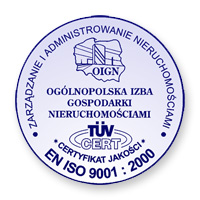 • ZARZĄDZANIE I ADMINISTROWANIE NIERUCHOMOŚCIAMI •
OIGN
OGÓLNOPOLSKA IZBA
GOSPODARKI
NIERUCHOMOŚCIAMI
TÜV
CERT
• CERTYFIKAT JAKOŚCI •
EN ISO 9001 : 2000